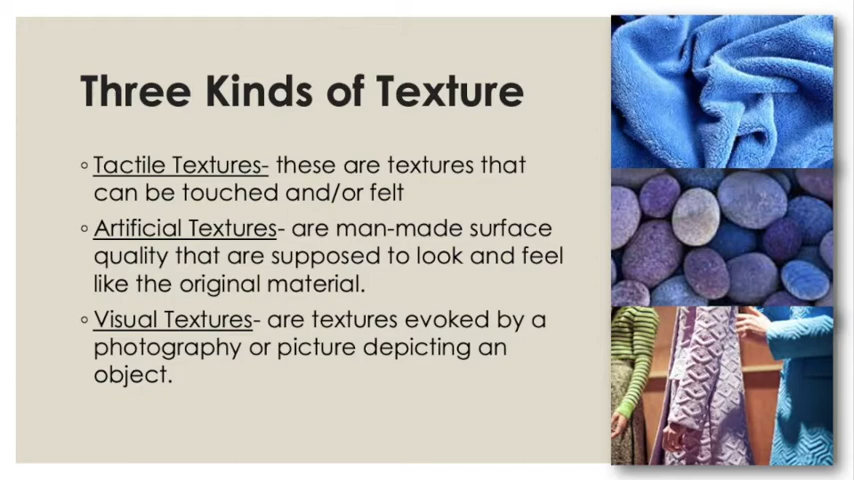 Three Kinds of Texture
◦ Tactile Textures- these are textures that
can be touched and/or felt
◦ Artificial Textures- are man-made surface
quality that are supposed to look and feel
like the original material.
◦ Visual Textures- are textures evoked by a
photography or picture depicting an
object.